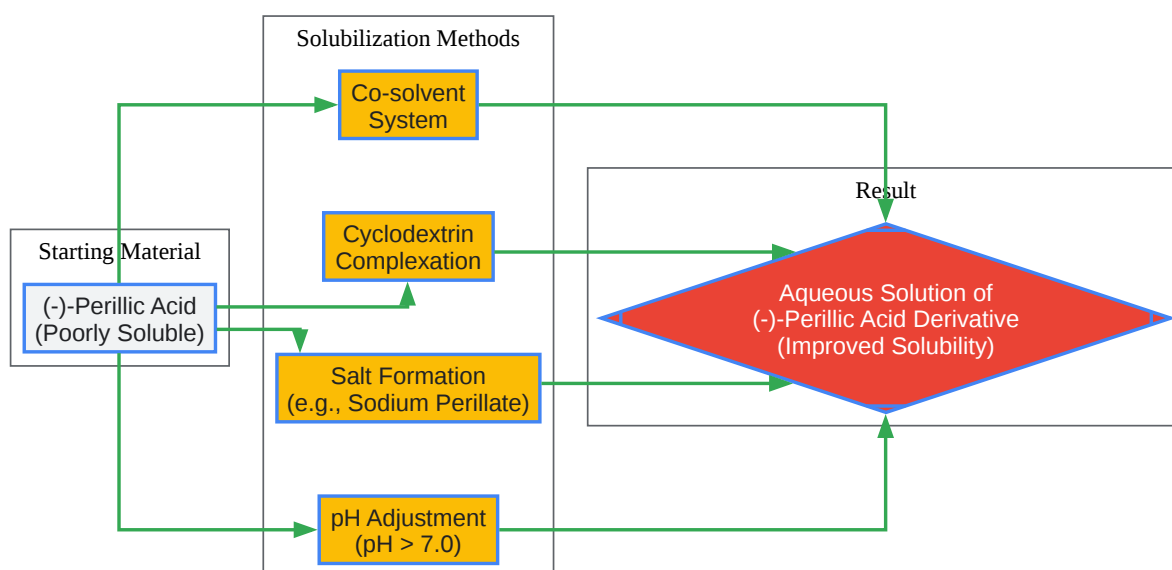 Solubilization Methods
Co-solvent
System
Result
Starting Material
Cyclodextrin
Complexation
(-)-Perillic Acid
(Poorly Soluble)
Aqueous Solution of
(-)-Perillic Acid Derivative
(Improved Solubility)
Salt Formation
(e.g., Sodium Perillate)
pH Adjustment
(pH > 7.0)